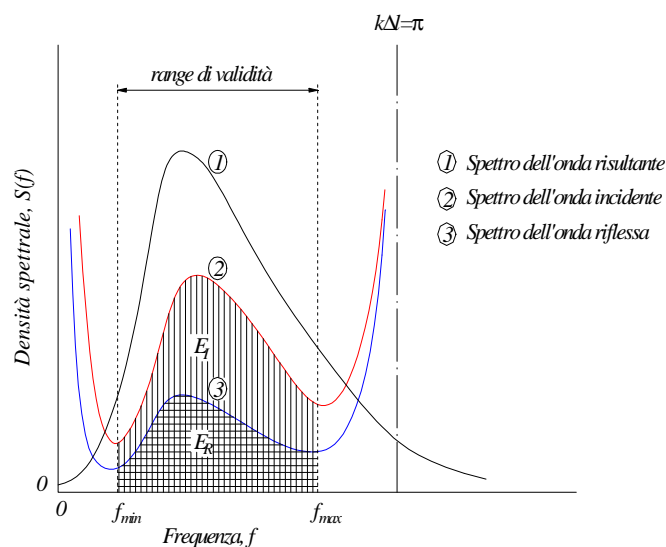 kΔl=π
range di validità
1
1 Spettro dell'onda risultante
2 Spettro dell'onda incidente
3 Spettro dell'onda riflessa
Densità spettrale, S(f)
2
E_I
3
E_R
0
0
f_min
f_max
Frequenza, f